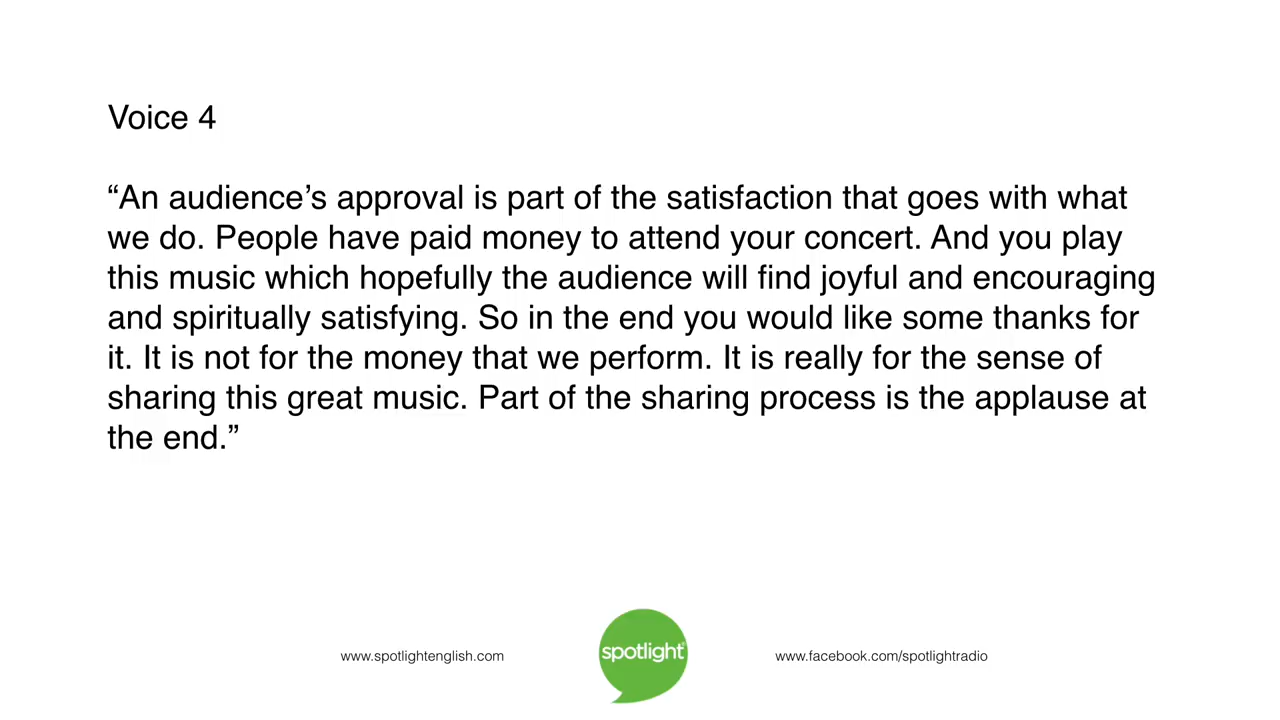 Voice 4
“An audience’s approval is part of the satisfaction that goes with what
we do. People have paid money to attend your concert. And you play
this music which hopefully the audience will find joyful and encouraging
and spiritually satisfying. So in the end you would like some thanks for
it. It is not for the money that we perform. It is really for the sense of
sharing this great music. Part of the sharing process is the applause at
the end.”
www.spotlightenglish.com
spotlight®
www.facebook.com/spotlightradio